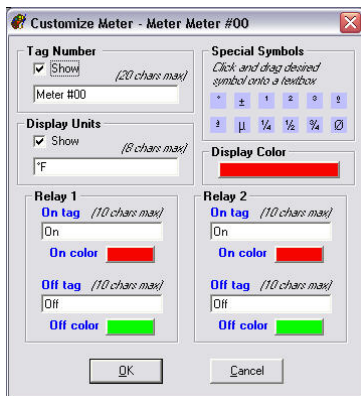 Customize Meter - Meter Meter #00
Tag Number
Show
(20 chars max)
Meter #00
Special Symbols
Click and drag desired
symbol onto a textbox
° ± ¹ ² ³ º
ª µ ¼ ½ ¾ Ø
Display Units
Show
(8 chars max)
°F
Display Color
Relay 1
On tag (10 chars max)
On
On color
Off tag (10 chars max)
Off
Off color
Relay 2
On tag (10 chars max)
On
On color
Off tag (10 chars max)
Off
Off color
OK
Cancel